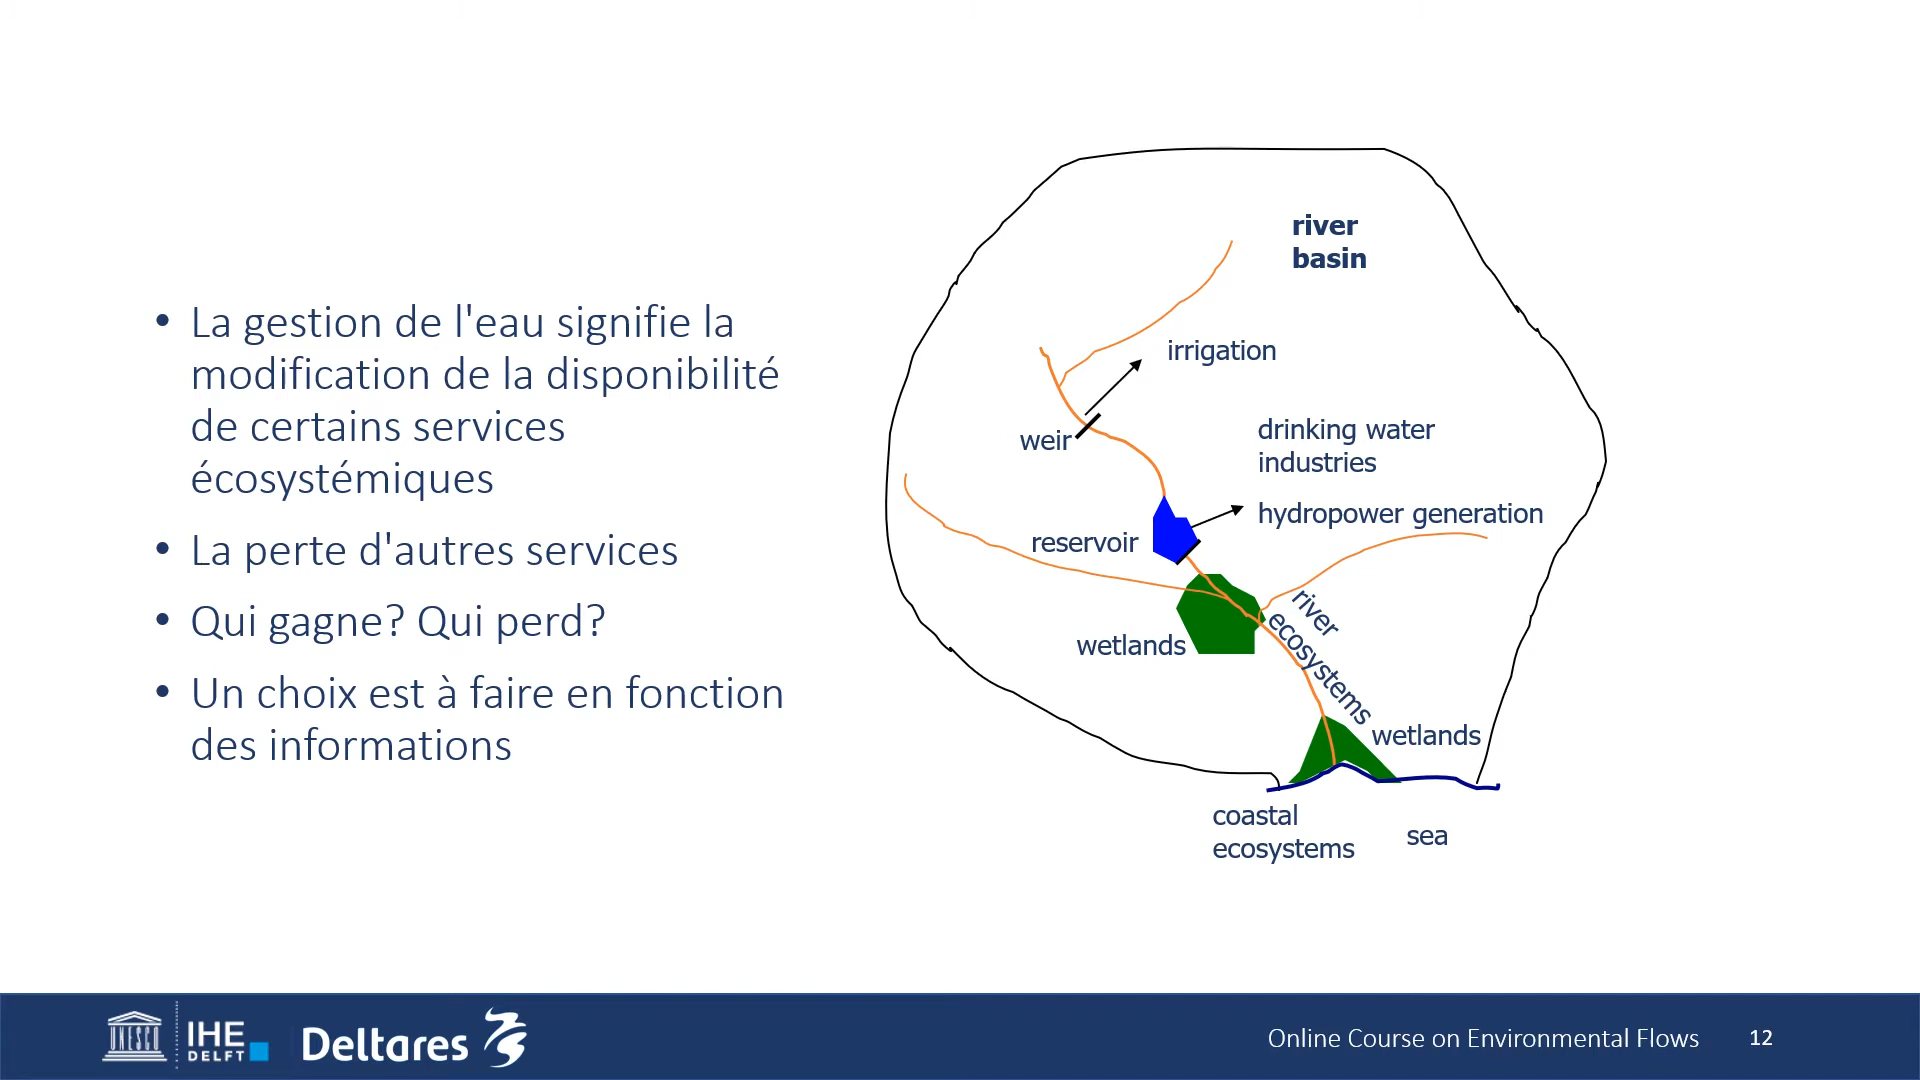 • La gestion de l'eau signifie la
modification de la disponibilité
de certains services
écosystémiques
• La perte d'autres services
• Qui gagne? Qui perd?
• Un choix est à faire en fonction
des informations
river
basin
irrigation
weir
drinking water
industries
hydropower generation
reservoir
river
ecosystems
wetlands
wetlands
coastal
ecosystems
sea
UNESCO
IHE
DELFT
Deltares
Online Course on Environmental Flows
12